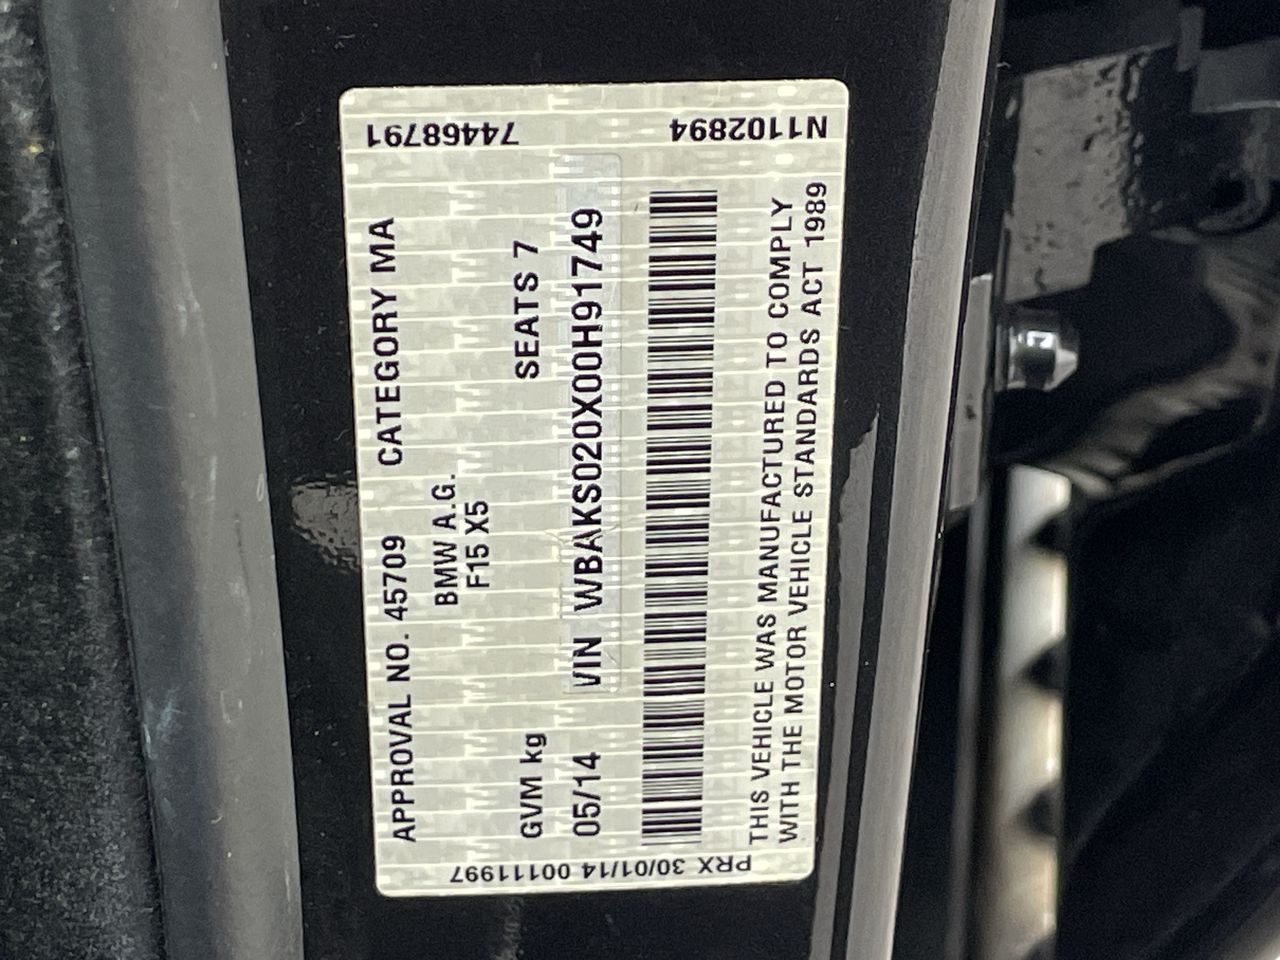 APPROVAL NO. 45709 CATEGORY MA
BMW A.G.
F15 X5
GVM kg SEATS 7
05/14 VIN WBAKS020X00H91749
THIS VEHICLE WAS MANUFACTURED TO COMPLY
WITH THE MOTOR VEHICLE STANDARDS ACT 1989
N1102894 74468791
PRX 30/01/14 00111997